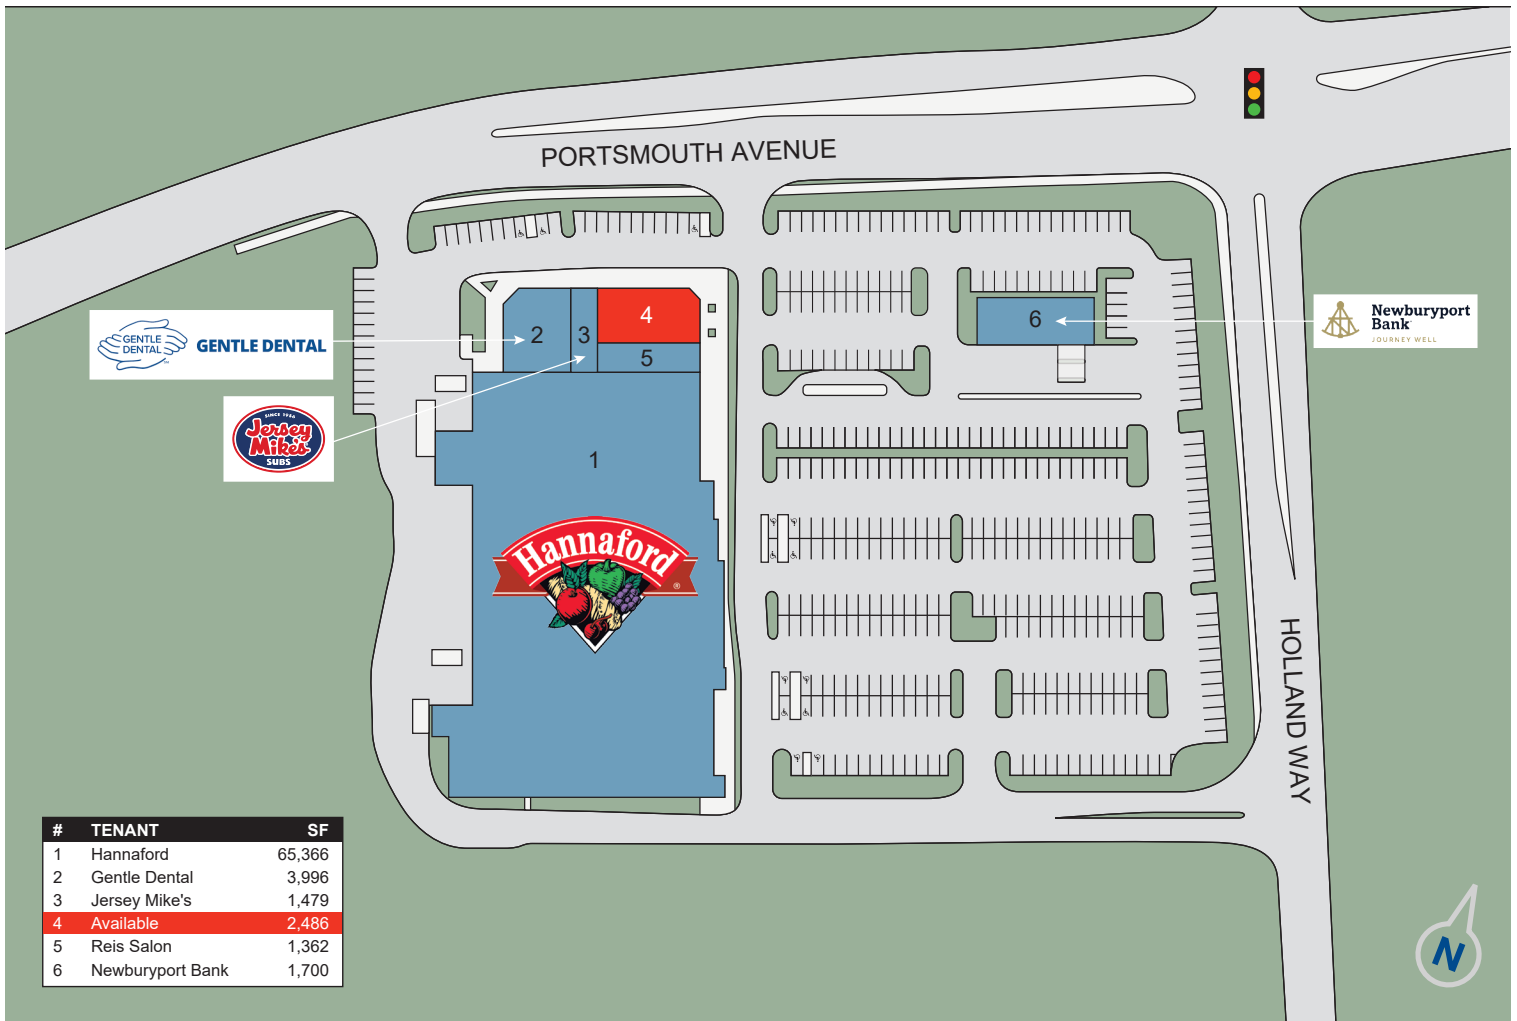 PORTSMOUTH AVENUE
HOLLAND WAY
GENTLE
DENTAL
GENTLE DENTAL
SINCE 1956
Jersey
Mike's
SUBS
Newburyport
Bank
JOURNEY WELL
2
3
4
5
6
1
Hannaford
®
# TENANT SF
1 Hannaford 65,366
2 Gentle Dental 3,996
3 Jersey Mike's 1,479
4 Available 2,486
5 Reis Salon 1,362
6 Newburyport Bank 1,700
N